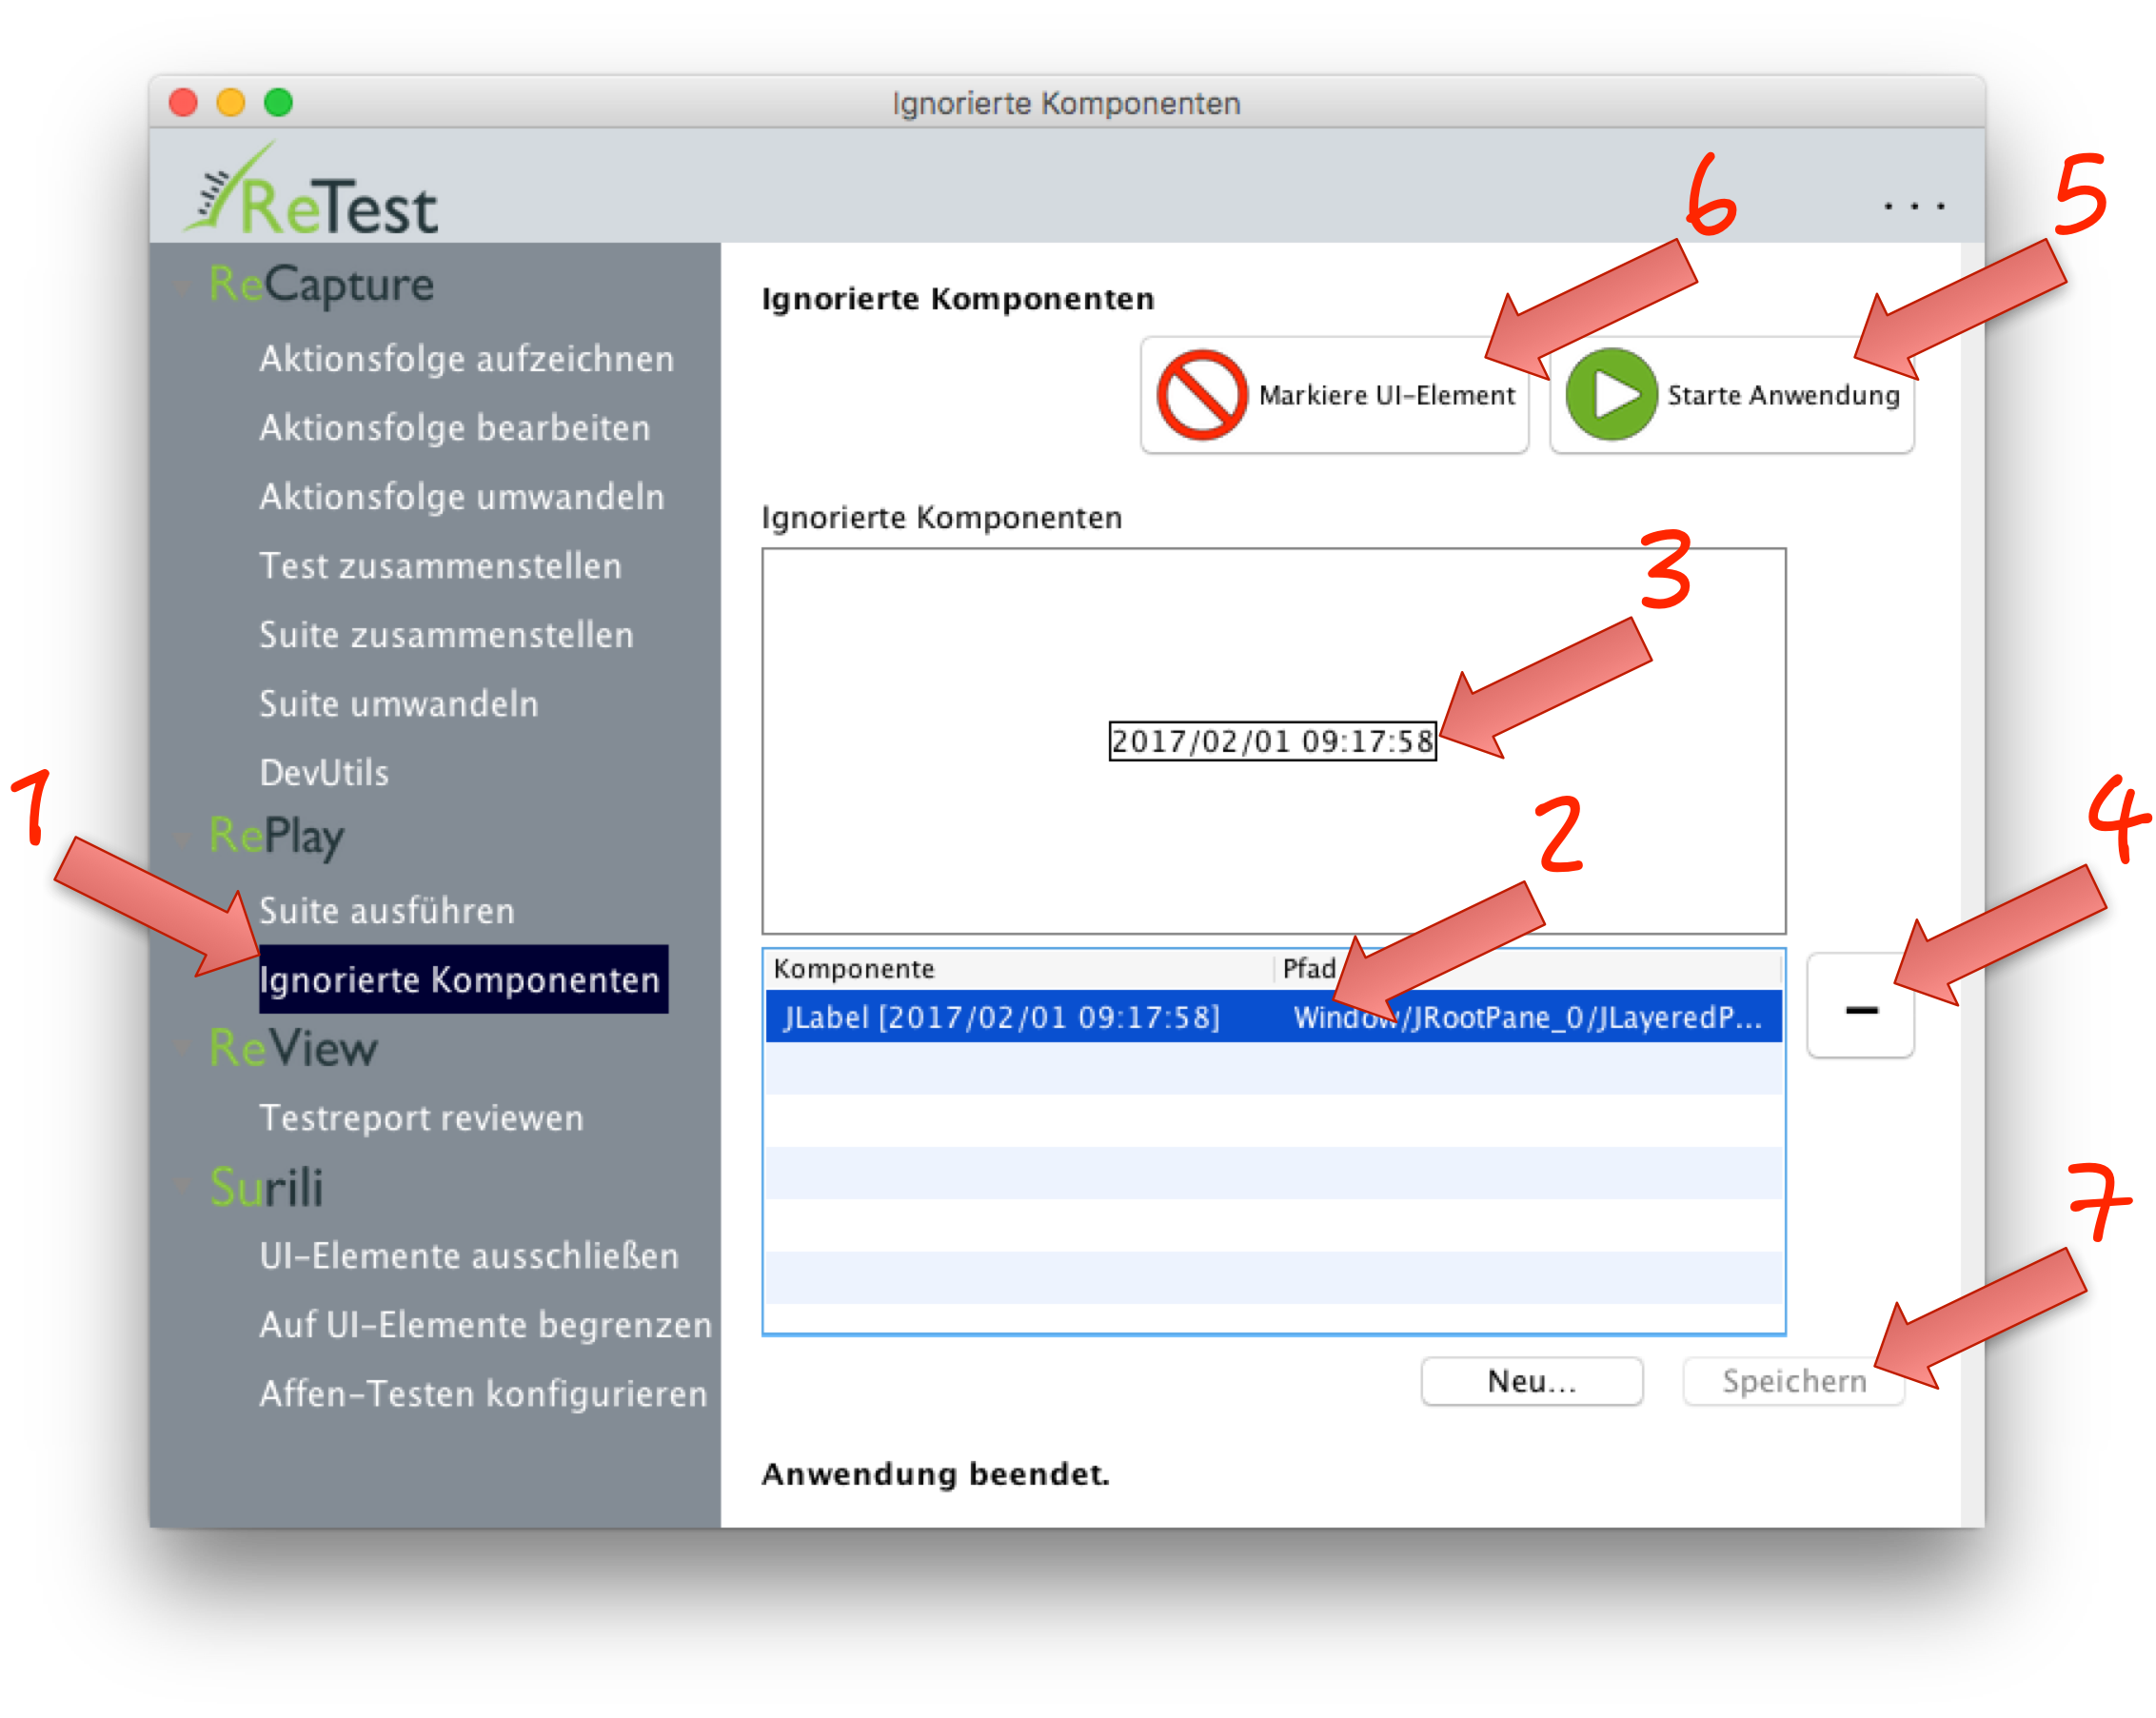 Ignorierte Komponenten
ReTest
...
6
5
ReCapture
Aktionsfolge aufzeichnen
Aktionsfolge bearbeiten
Aktionsfolge umwandeln
Test zusammenstellen
Suite zusammenstellen
Suite umwandeln
DevUtils
1
RePlay
Suite ausführen
Ignorierte Komponenten
ReView
Testreport reviewen
Surili
UI-Elemente ausschließen
Auf UI-Elemente begrenzen
Affen-Testen konfigurieren
Ignorierte Komponenten
Markiere UI-Element
Starte Anwendung
Ignorierte Komponenten
3
2017/02/01 09:17:58
2
4
Komponente Pfad
JLabel [2017/02/01 09:17:58] Window/JRootPane_0/JLayeredP...
–
7
Neu... Speichern
Anwendung beendet.